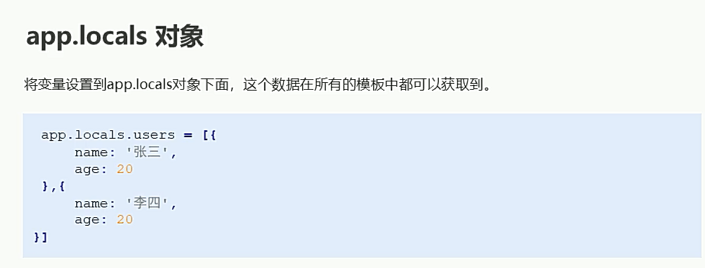 app.locals 对象
将变量设置到app.locals对象下面，这个数据在所有的模板中都可以获取到。
app.locals.users = [{
name: '张三',
age: 20
},{
name: '李四',
age: 20
}]